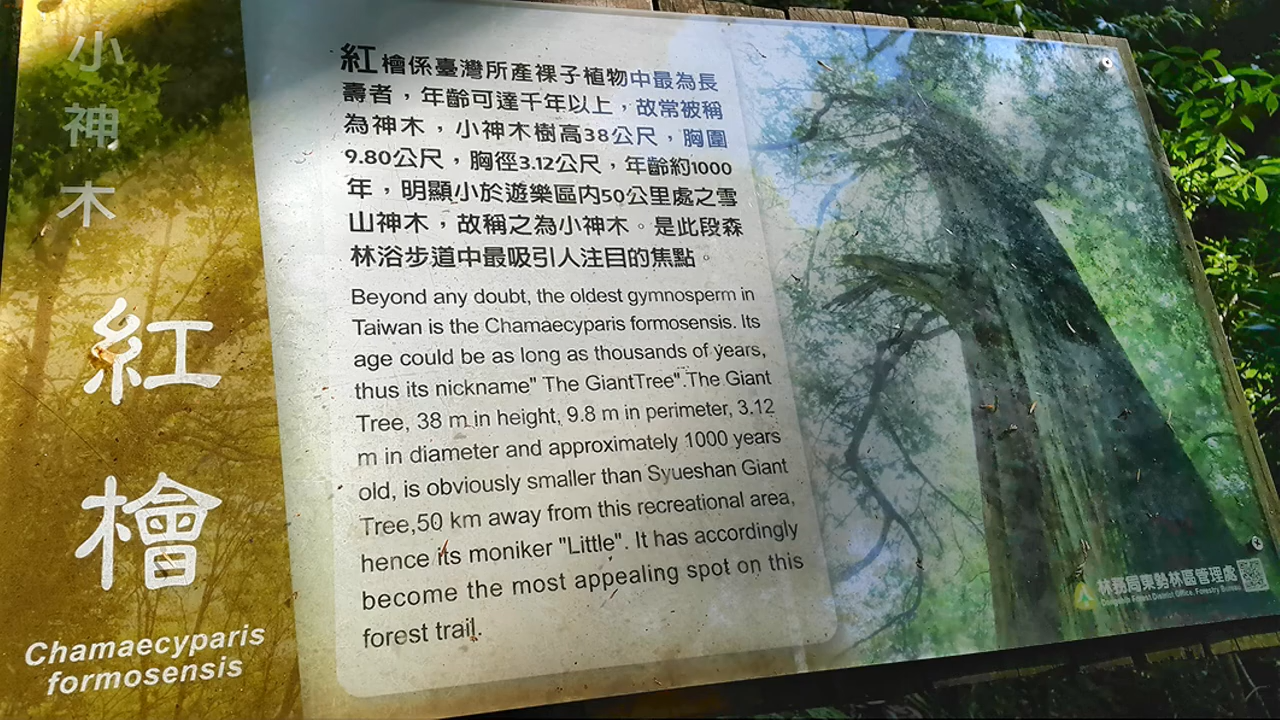 小神木
紅檜
Chamaecyparis
formosensis
紅檜係臺灣所產裸子植物中最為長
壽者，年齡可達千年以上，故常被稱
為神木，小神木樹高38公尺，胸圍
9.80公尺，胸徑3.12公尺，年齡約1000
年，明顯小於遊樂區內50公里處之雪
山神木，故稱之為小神木。是此段森
林浴步道中最吸引人注目的焦點。
Beyond any doubt, the oldest gymnosperm in
Taiwan is the Chamaecyparis formosensis. Its
age could be as long as thousands of years,
thus its nickname" The GiantTree".The Giant
Tree, 38 m in height, 9.8 m in perimeter, 3.12
m in diameter and approximately 1000 years
old, is obviously smaller than Syueshan Giant
Tree,50 km away from this recreational area,
hence its moniker "Little". It has accordingly
become the most appealing spot on this
forest trail.
林務局東勢林區管理處
Dongshih Forest District Office, Forestry Bureau